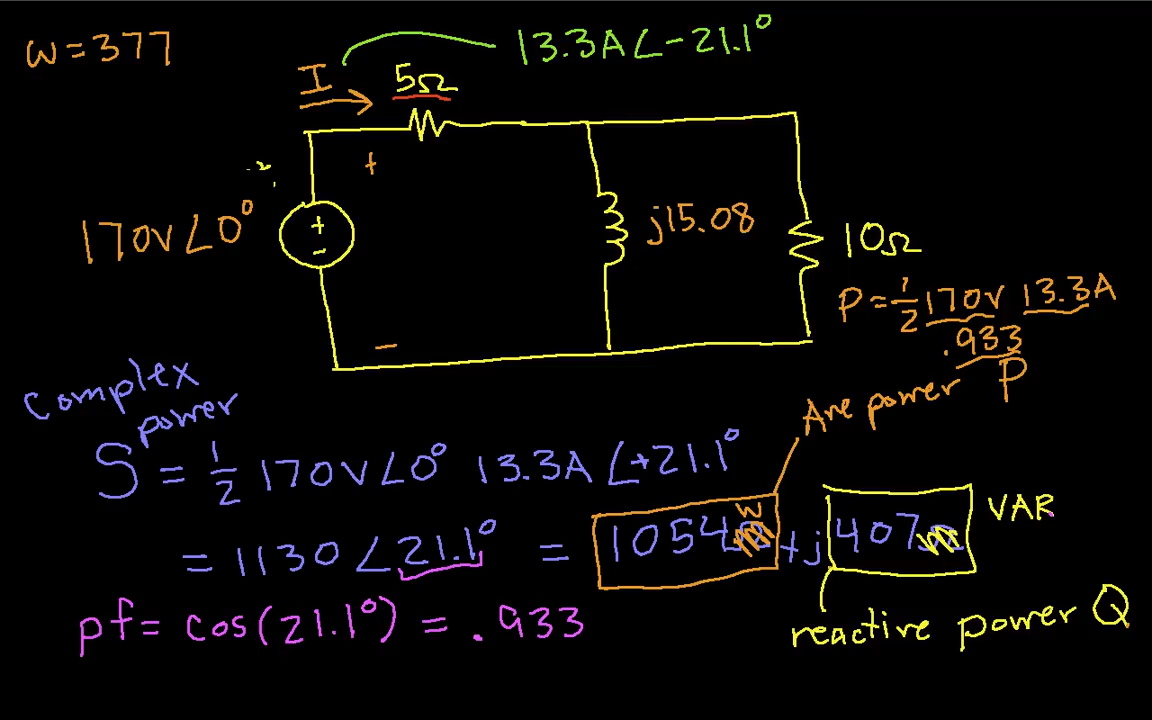 w = 377
13.3A ∠-21.1°
I
5Ω
+
170V ∠0°
+
-
j15.08
10Ω
P = 1/2 170V 13.3A
.933
-
P
Complex
power
Ave power
S = 1/2 170V ∠0° 13.3A ∠+21.1°
= 1130 ∠21.1° = 1054 W + j 407 VAR
pf = cos(21.1°) = .933
reactive power Q